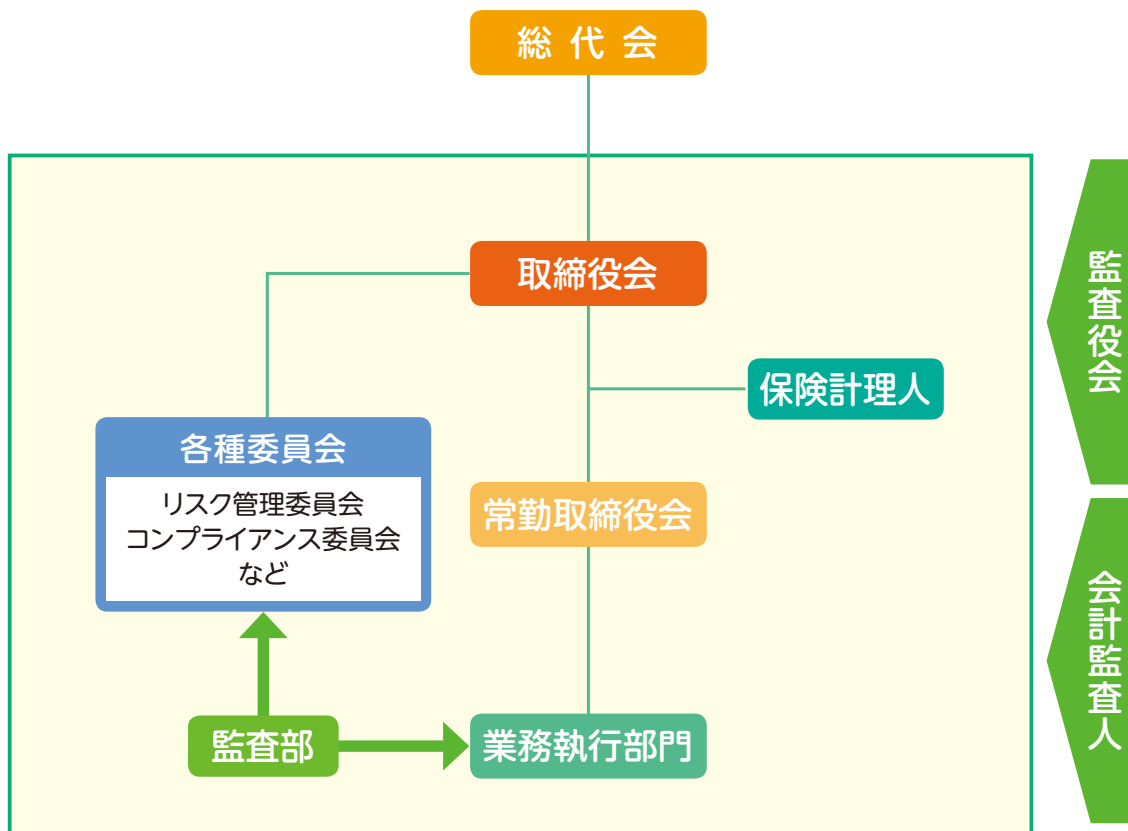 総代会
取締役会
保険計理人
各種委員会
リスク管理委員会
コンプライアンス委員会
など
常勤取締役会
監査部
業務執行部門
監査役会
会計監査人